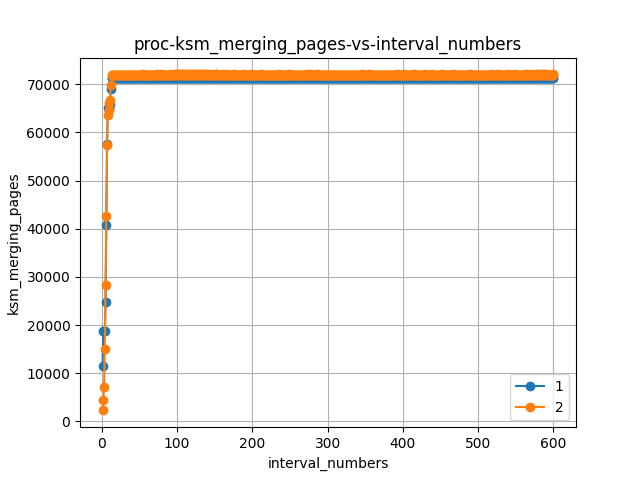 proc-ksm_merging_pages-vs-interval_numbers
70000
60000
50000
40000
30000
20000
10000
0
ksm_merging_pages
0 100 200 300 400 500 600
interval_numbers
1
2